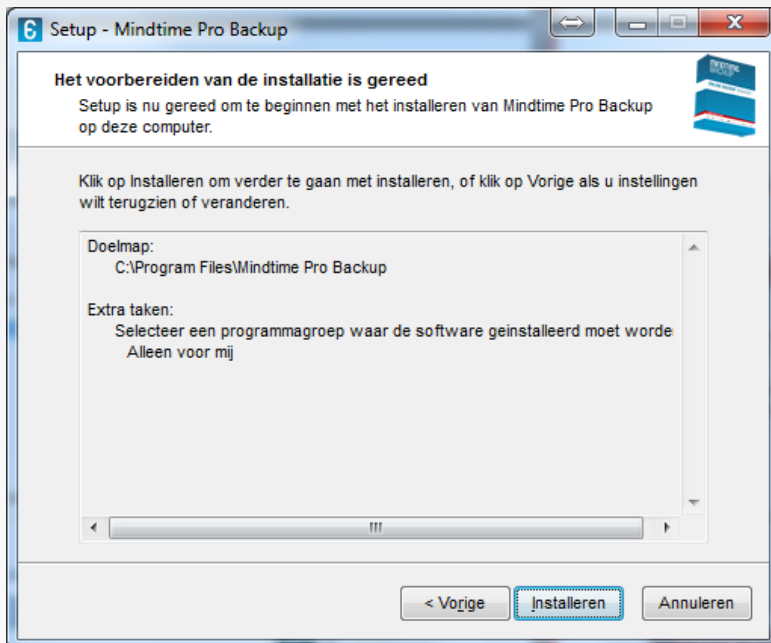 Setup - Mindtime Pro Backup
Het voorbereiden van de installatie is gereed
Setup is nu gereed om te beginnen met het installeren van Mindtime Pro Backup
op deze computer.
MINDTIME
BACKUP
Klik op Installeren om verder te gaan met installeren, of klik op Vorige als u instellingen
wilt terugzien of veranderen.
Doelmap:
C:\Program Files\Mindtime Pro Backup
Extra taken:
Selecteer een programmagroep waar de software geinstalleerd moet worde
Alleen voor mij
< Vorige
Installeren
Annuleren